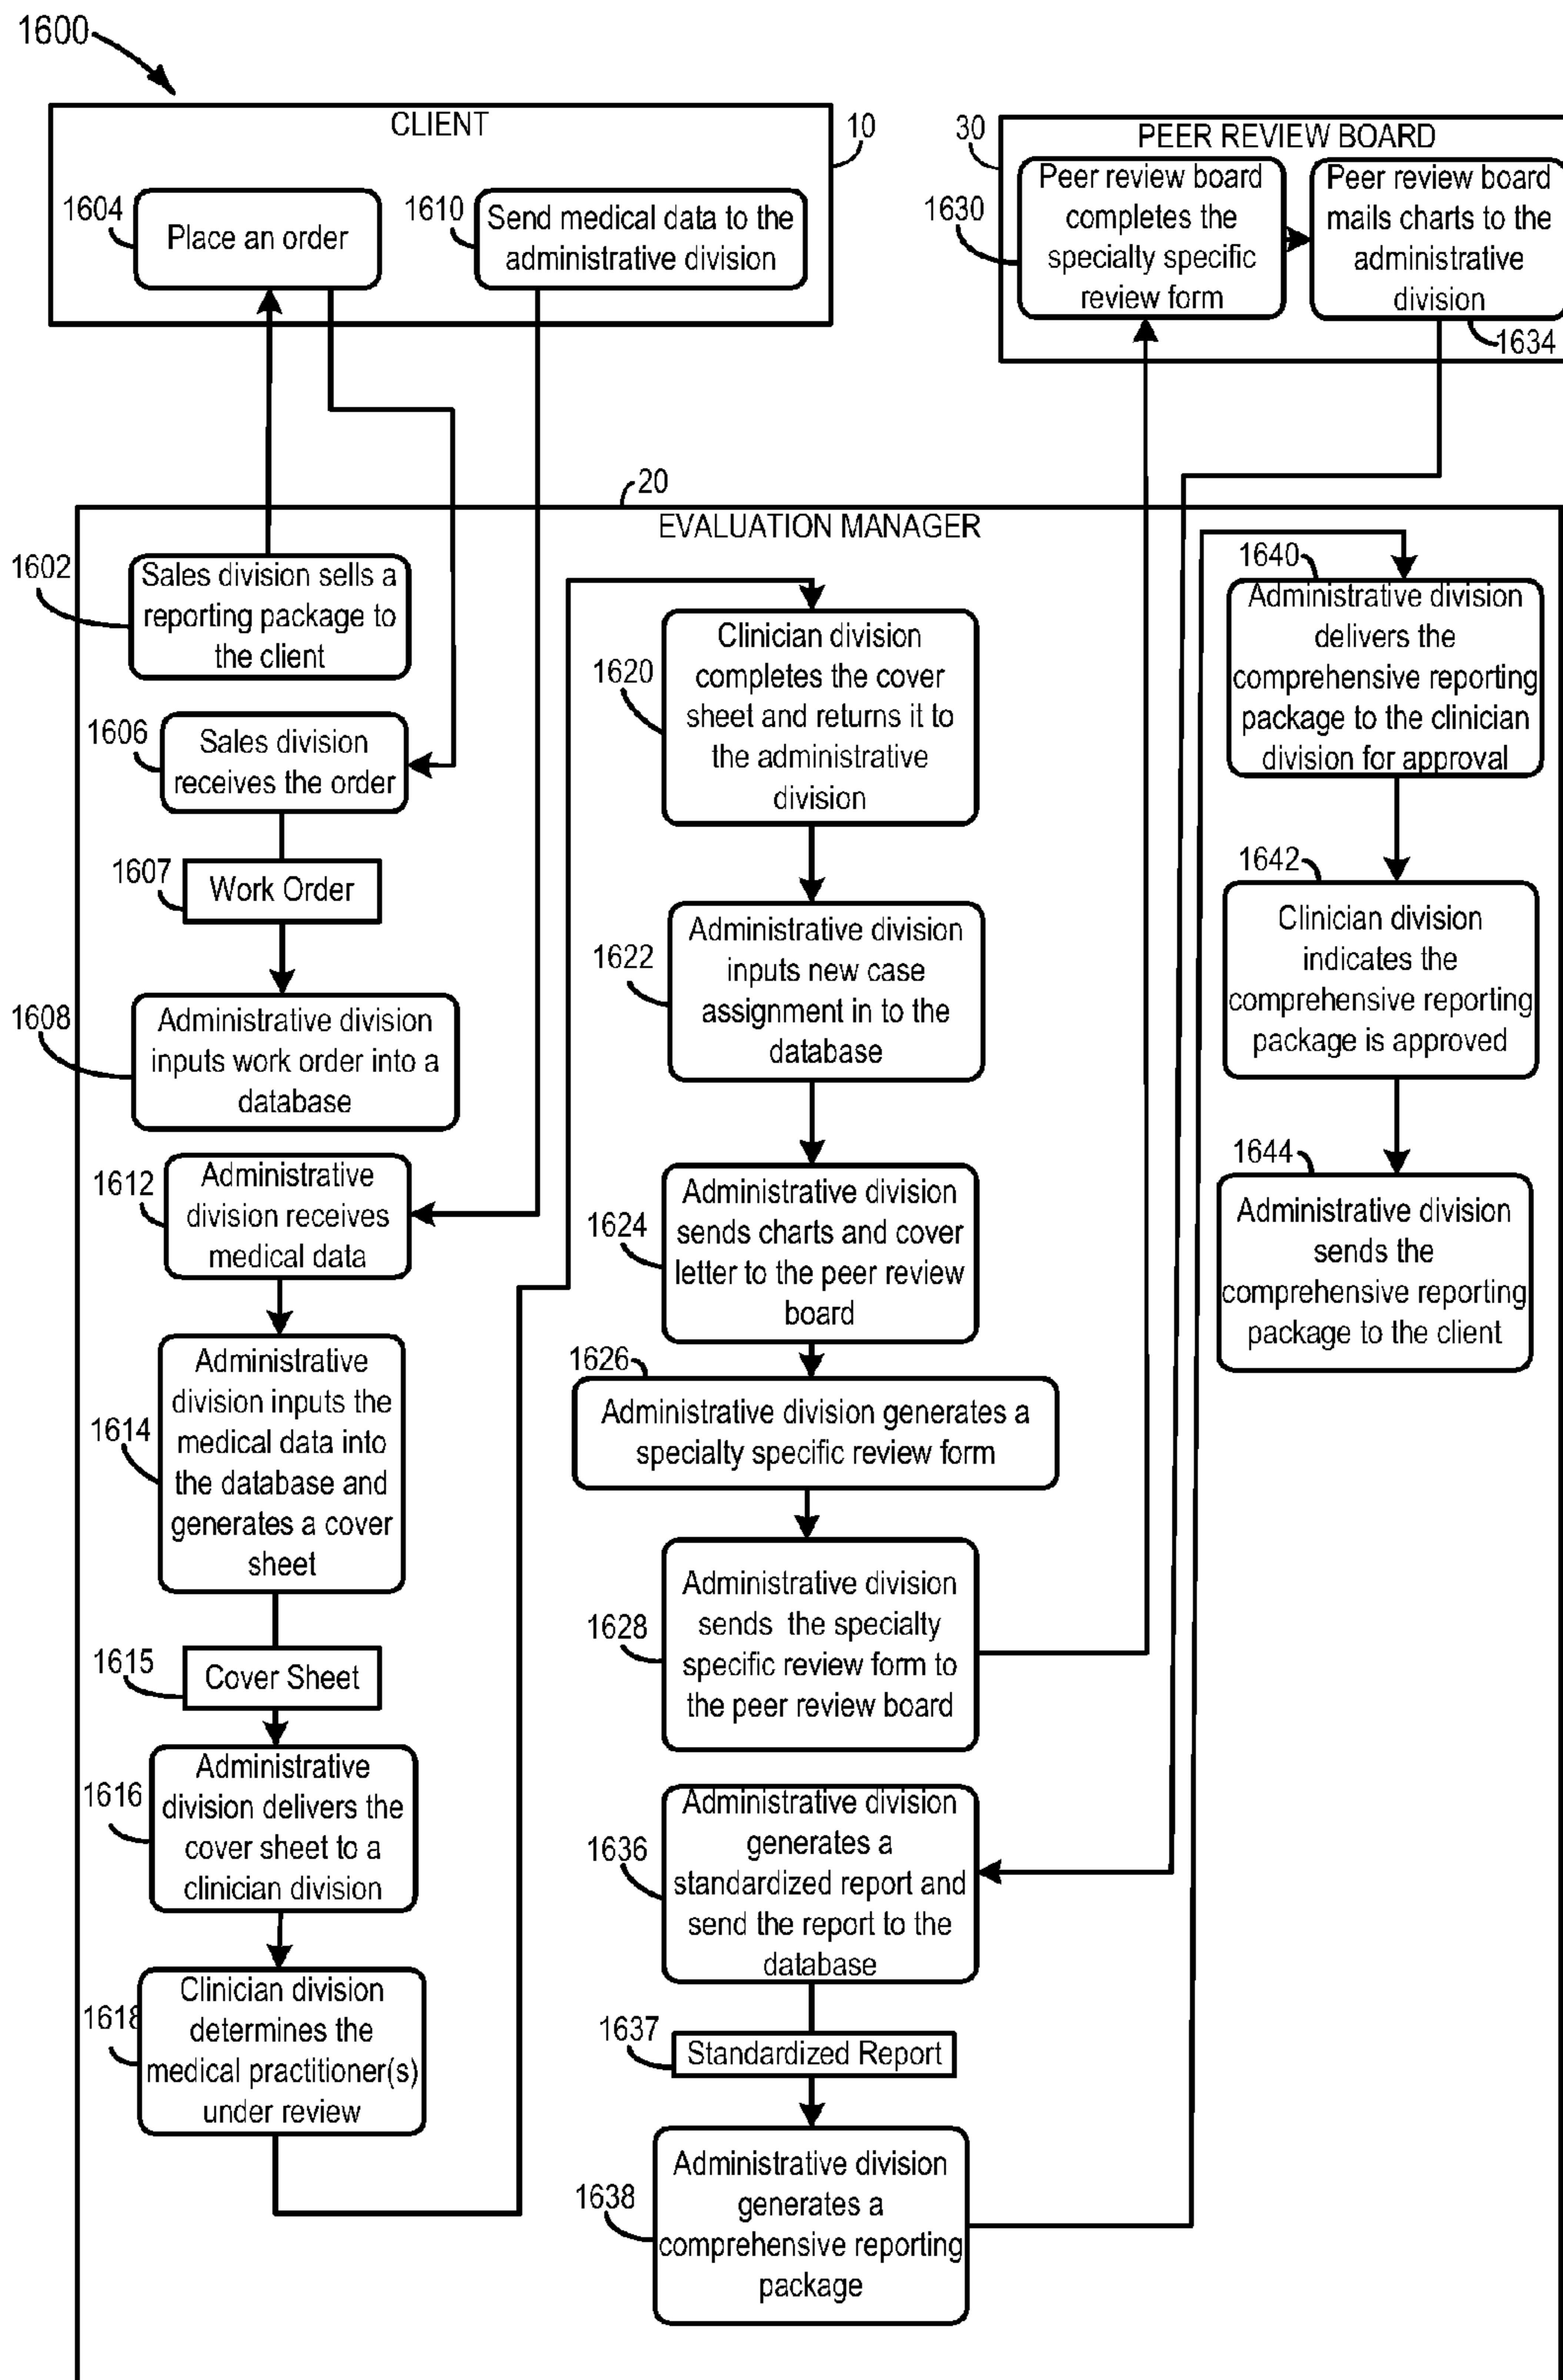 1600
CLIENT
10
1604
Place an order
1610
Send medical data to the
administrative division
30
PEER REVIEW BOARD
1630
Peer review board
completes the
specialty specific
review form
Peer review board
mails charts to the
administrative
division
1634
20
EVALUATION MANAGER
1602
Sales division sells a
reporting package to
the client
1606
Sales division
receives the order
1607
Work Order
1608
Administrative division
inputs work order into a
database
1612
Administrative
division receives
medical data
1614
Administrative
division inputs the
medical data into
the database and
generates a cover
sheet
1615
Cover Sheet
1616
Administrative
division delivers the
cover sheet to a
clinician division
1618
Clinician division
determines the
medical practitioner(s)
under review
1620
Clinician division
completes the cover
sheet and returns it to
the administrative
division
1622
Administrative division
inputs new case
assignment in to the
database
1624
Administrative division
sends charts and cover
letter to the peer review
board
1626
Administrative division generates a
specialty specific review form
1628
Administrative division
sends the specialty
specific review form to
the peer review board
1636
Administrative division
generates a
standardized report and
send the report to the
database
1637
Standardized Report
1638
Administrative division
generates a
comprehensive reporting
package
1640
Administrative division
delivers the
comprehensive reporting
package to the clinician
division for approval
1642
Clinician division
indicates the
comprehensive reporting
package is approved
1644
Administrative division
sends the
comprehensive reporting
package to the client